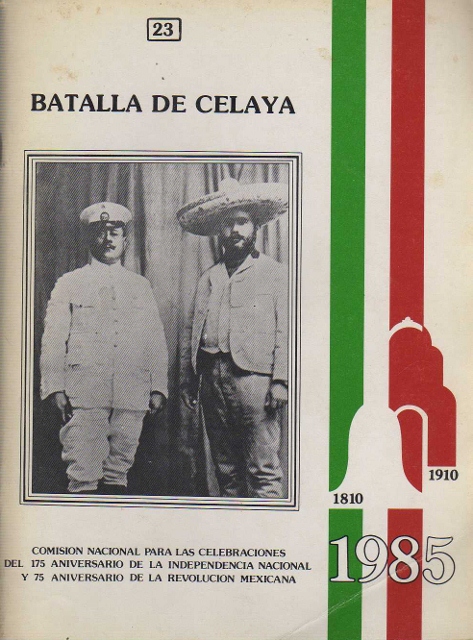 23
BATALLA DE CELAYA
1810
1910
1985
COMISION NACIONAL PARA LAS CELEBRACIONES
DEL 175 ANIVERSARIO DE LA INDEPENDENCIA NACIONAL
Y 75 ANIVERSARIO DE LA REVOLUCION MEXICANA